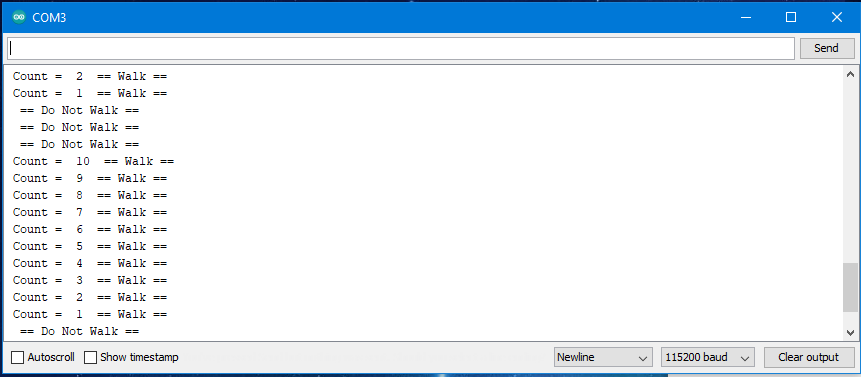 COM3
Send
Count =  2  == Walk ==
Count =  1  == Walk ==
 == Do Not Walk ==
 == Do Not Walk ==
 == Do Not Walk ==
Count =  10  == Walk ==
Count =  9  == Walk ==
Count =  8  == Walk ==
Count =  7  == Walk ==
Count =  6  == Walk ==
Count =  5  == Walk ==
Count =  4  == Walk ==
Count =  3  == Walk ==
Count =  2  == Walk ==
Count =  1  == Walk ==
 == Do Not Walk ==
Autoscroll Show timestamp Newline 115200 baud Clear output